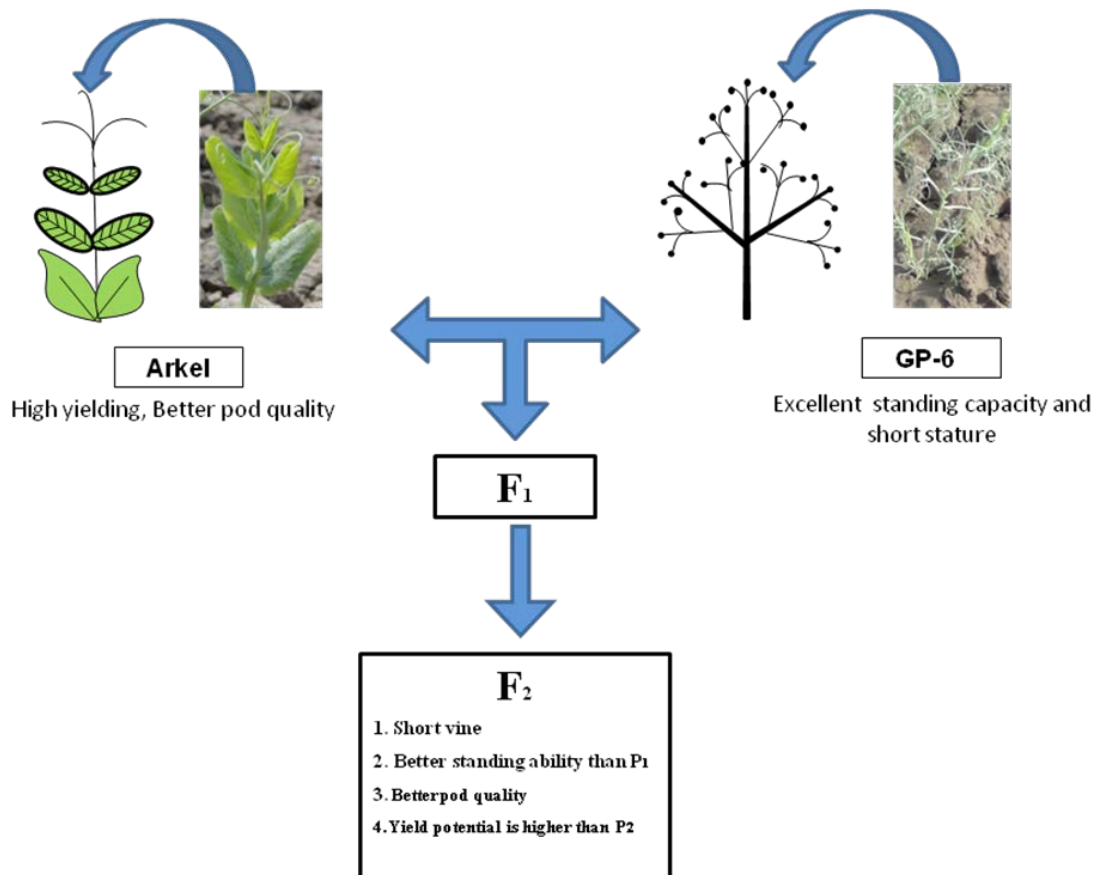 Arkel
High yielding, Better pod quality
GP-6
Excellent standing capacity and
short stature
F1
F2
1. Short vine
2. Better standing ability than P1
3. Betterpod quality
4. Yield potential is higher than P2